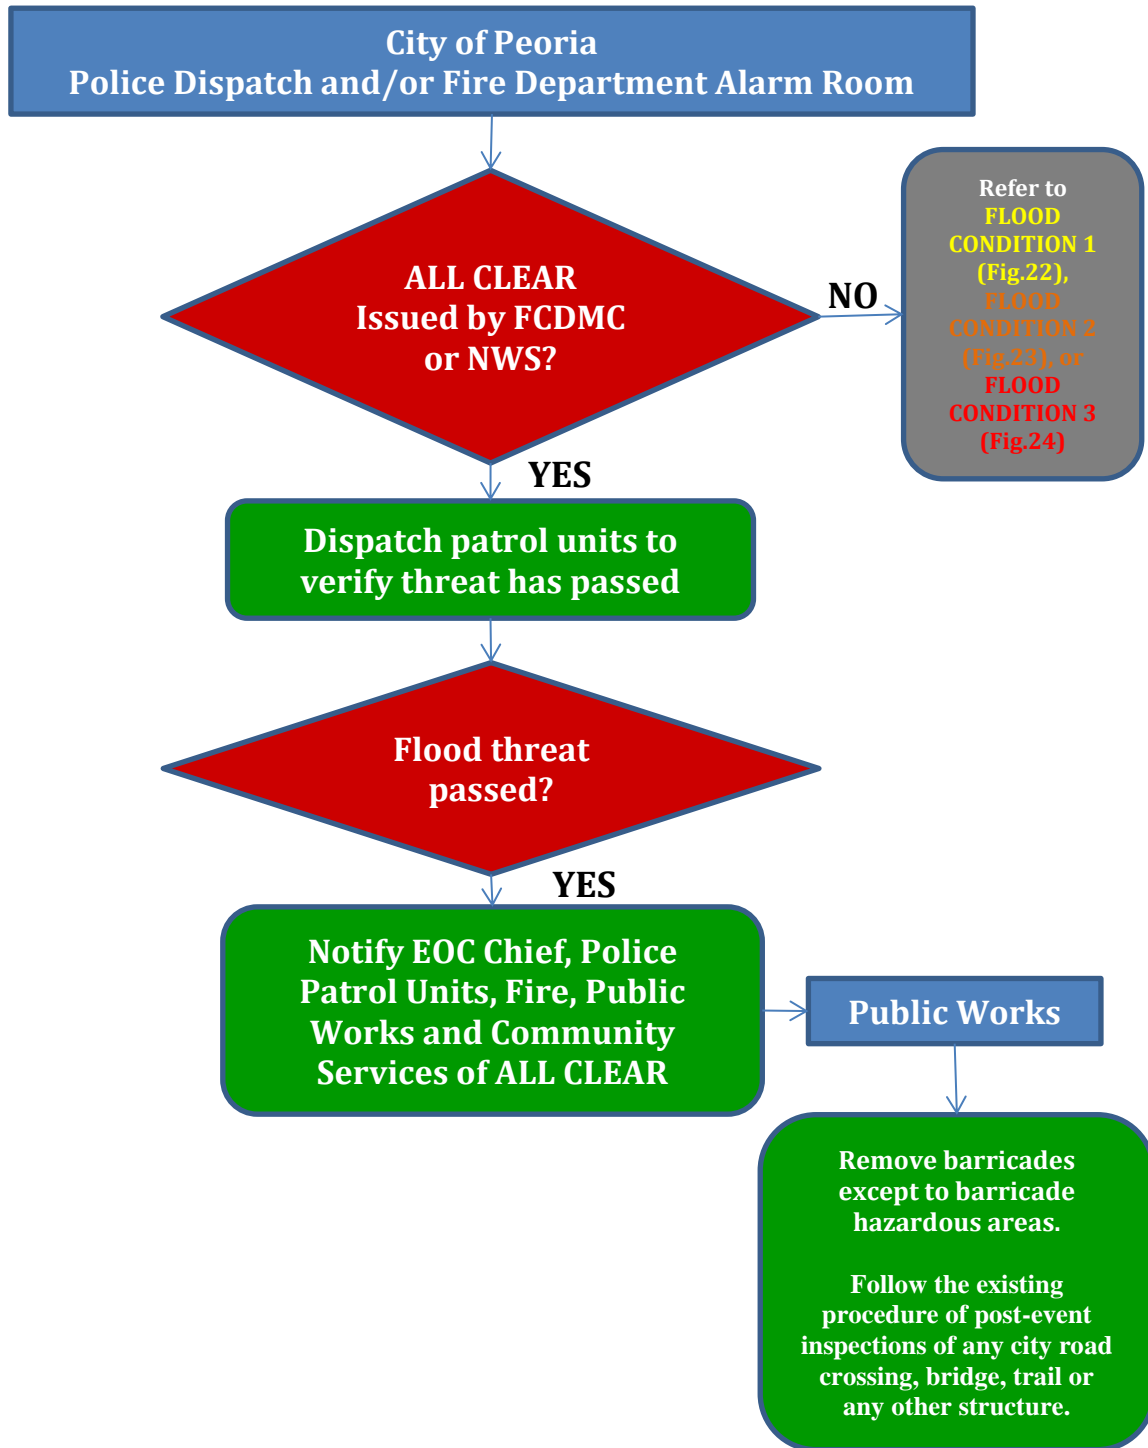 City of Peoria
Police Dispatch and/or Fire Department Alarm Room
ALL CLEAR
Issued by FCDMC
or NWS?
NO
Refer to
FLOOD
CONDITION 1
(Fig.22),
FLOOD
CONDITION 2
(Fig.23), or
FLOOD
CONDITION 3
(Fig.24)
YES
Dispatch patrol units to
verify threat has passed
Flood threat
passed?
YES
Notify EOC Chief, Police
Patrol Units, Fire, Public
Works and Community
Services of ALL CLEAR
Public Works
Remove barricades
except to barricade
hazardous areas.
Follow the existing
procedure of post-event
inspections of any city road
crossing, bridge, trail or
any other structure.